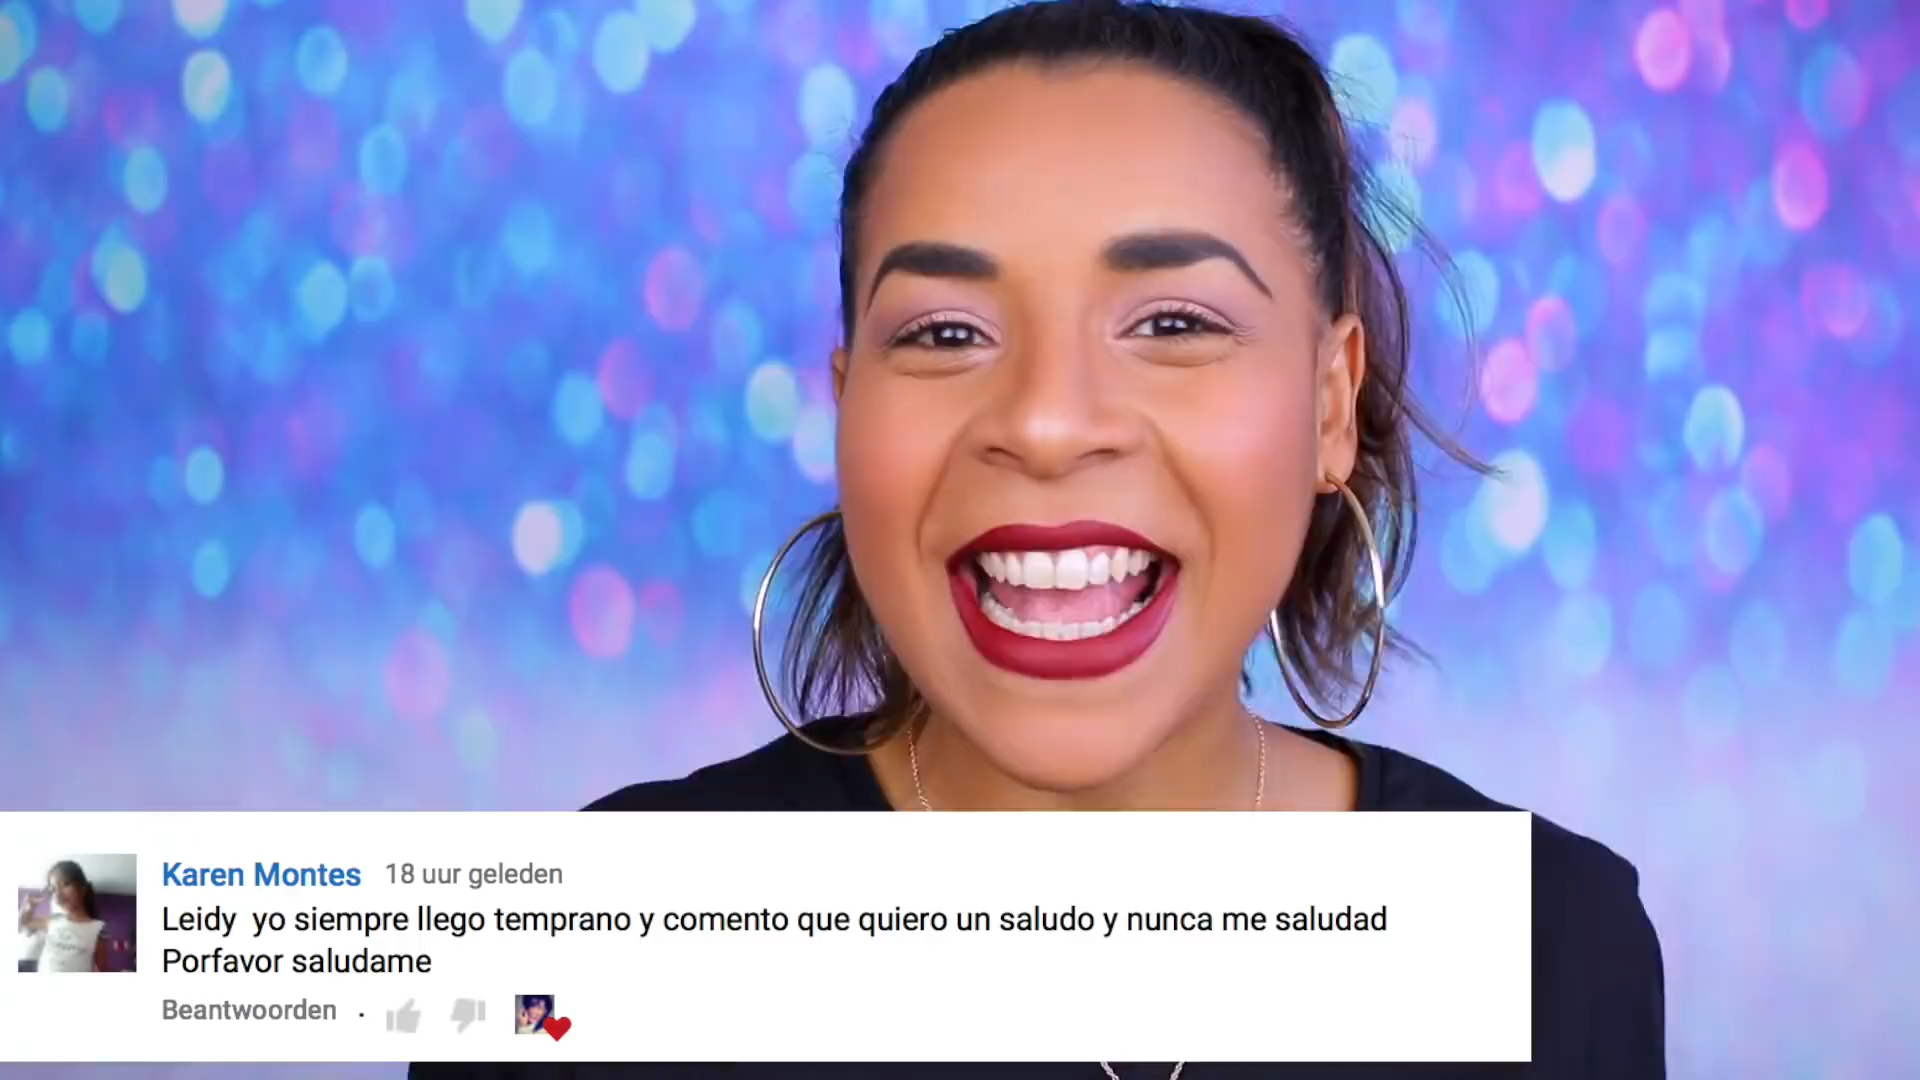 Karen Montes 18 uur geleden
Leidy yo siempre llego temprano y comento que quiero un saludo y nunca me saludad
Porfavor saludame
Beantwoorden ·